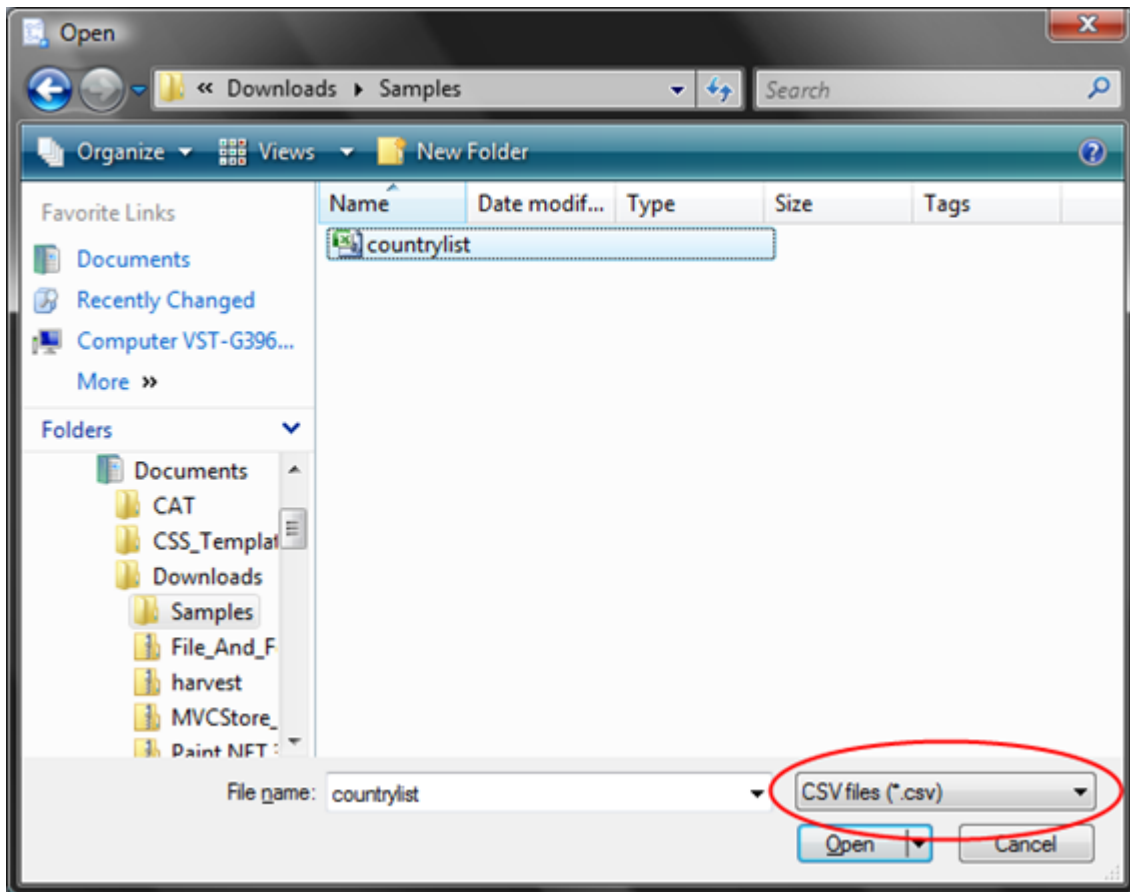 Open
« Downloads ▸ Samples
Search
Organize Views New Folder
Name Date modif... Type Size Tags
Favorite Links
Documents
Recently Changed
Computer VST-G396...
More »
Folders
Documents
CAT
CSS_Templat
Downloads
Samples
File_And_F
harvest
MVCStore_
Paint NET
countrylist
File name: countrylist
CSV files (*.csv)
Open Cancel